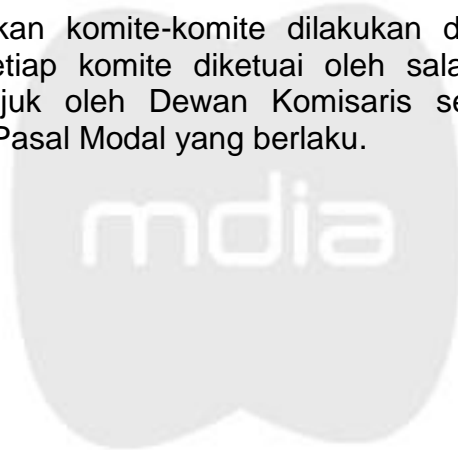 kan komite-komite dilakukan d
etiap komite diketuai oleh sala
juk oleh Dewan Komisaris se
Pasal Modal yang berlaku.
mdia